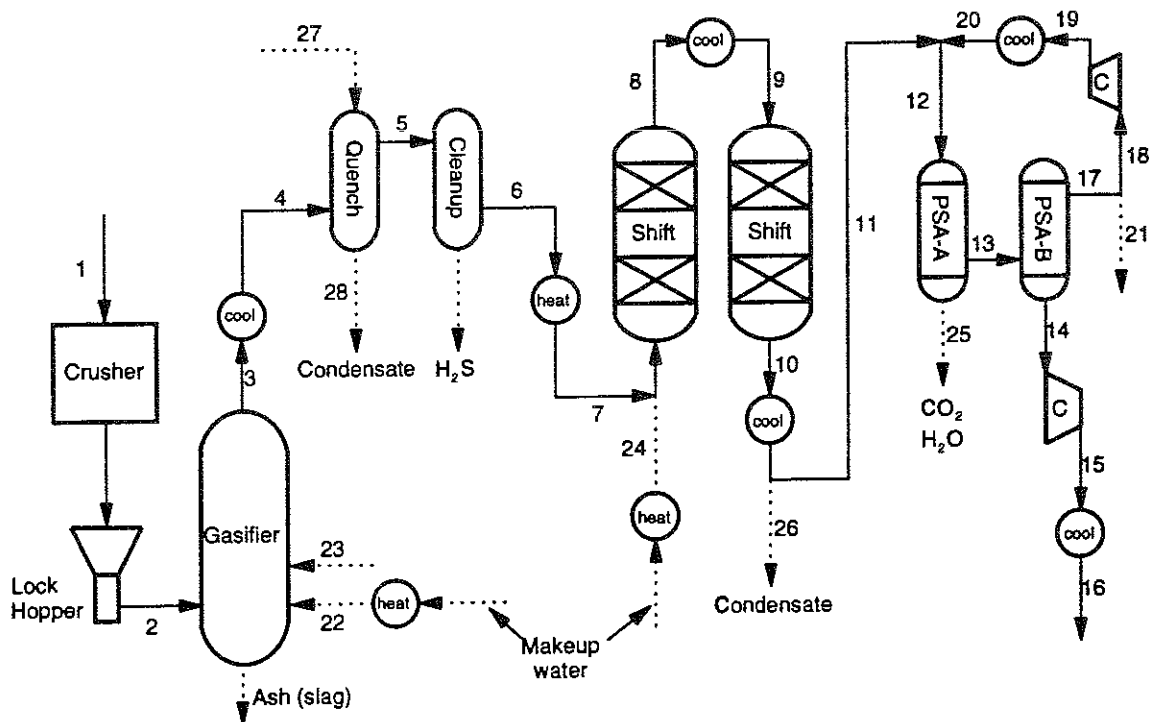 27
20
19
cool
cool
8
9
C
12
5
18
Quench
Cleanup
17
4
6
PSA-A
PSA-B
Shift
Shift
11
13
21
1
28
heat
14
25
cool
Condensate
H₂S
10
CO₂
H₂O
C
Crusher
3
7
cool
24
15
Gasifier
heat
26
cool
23
Lock
Hopper
2
22
heat
Condensate
16
Makeup
water
Ash (slag)